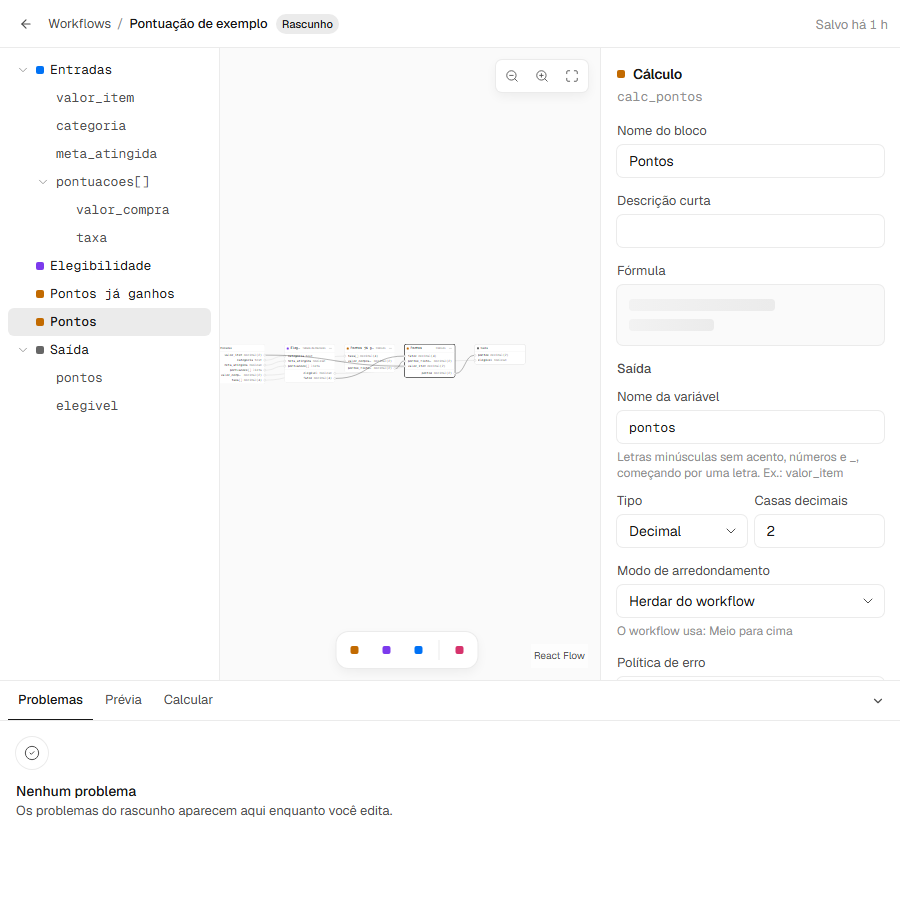 Workflows / Pontuação de exemplo Rascunho
Salvo há 1 h
Entradas
valor_item
categoria
meta_atingida
pontuacoes[]
valor_compra
taxa
Elegibilidade
Pontos já ganhos
Pontos
Saída
pontos
elegivel
React Flow
Cálculo
calc_pontos
Nome do bloco
Pontos
Descrição curta
Fórmula
Saída
Nome da variável
pontos
Letras minúsculas sem acento, números e _,
começando por uma letra. Ex.: valor_item
Tipo
Casas decimais
Decimal
2
Modo de arredondamento
Herdar do workflow
O workflow usa: Meio para cima
Política de erro
Problemas
Prévia
Calcular
Nenhum problema
Os problemas do rascunho aparecem aqui enquanto você edita.